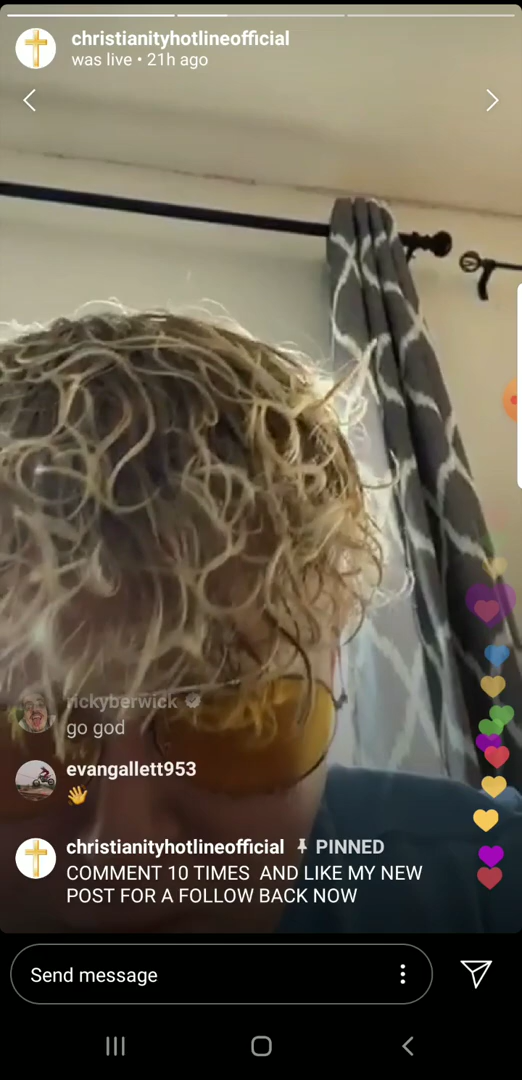 christianityhotlineofficial
was live • 21h ago
rickyberwick
go god
evangallett953
👋
christianityhotlineofficial PINNED
COMMENT 10 TIMES AND LIKE MY NEW
POST FOR A FOLLOW BACK NOW
Send message